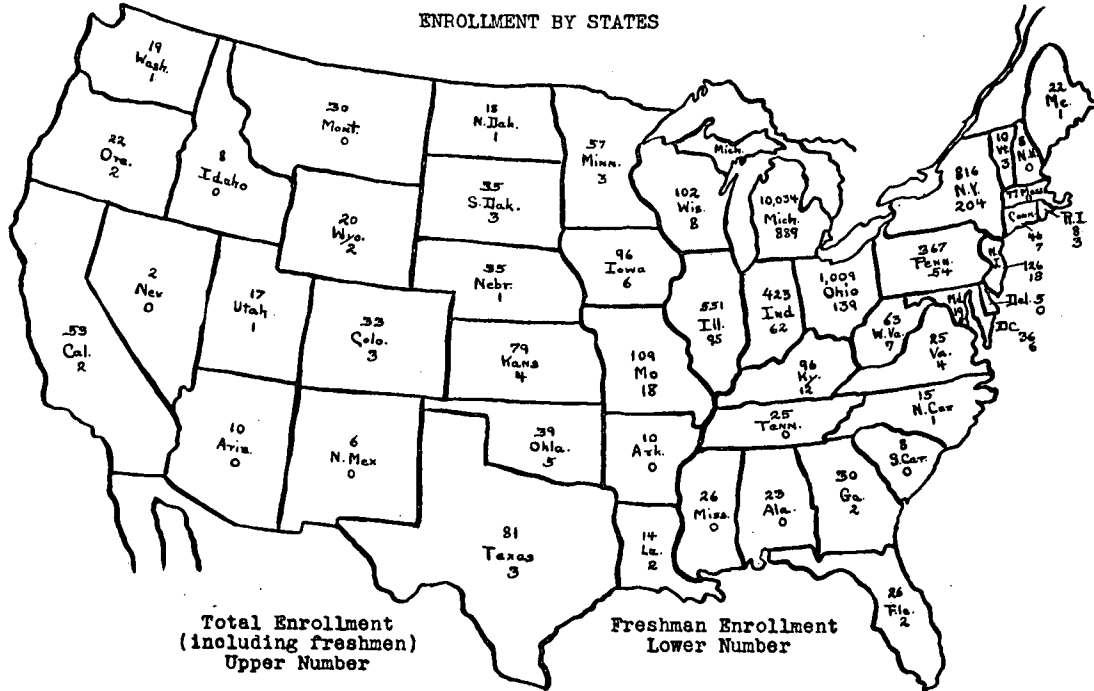 ENROLLMENT BY STATES
19
Wash.
1
22
Ore.
2
8
Idaho
0
30
Mont.
0
20
Wyo.
2
2
Nev
0
17
Utah
1
53
Cal.
2
10
Ariz.
0
6
N. Mex
0
33
Colo.
3
N. Dak.
1
35
S. Dak.
3
35
Nebr.
1
79
Kans
4
39
Okla.
5
81
Texas
3
57
Minn.
3
96
Iowa
6
109
Mo
18
10
Ark.
0
14
La.
2
102
Wis.
8
Mich.
10,034
Mich.
889
551
Ill.
95
423
Ind
62
1,009
Ohio
139
96
Ky.
12
25
Tenn.
0
26
Miss.
0
23
Ala.
0
30
Ga.
2
26
Fla.
2
8
S. Car.
0
15
N. Car
1
25
Va.
4
63
W. Va.
7
367
Penn.
54
816
N.Y.
204
10
Vt
3
8
N.H.
0
22
Me.
1
Mass
Conn
46
7
R.I.
8
3
N.
J.
126
18
Del. 5
0
Md.
D.C.
36
6
Total Enrollment
(including freshmen)
Upper Number
Freshman Enrollment
Lower Number